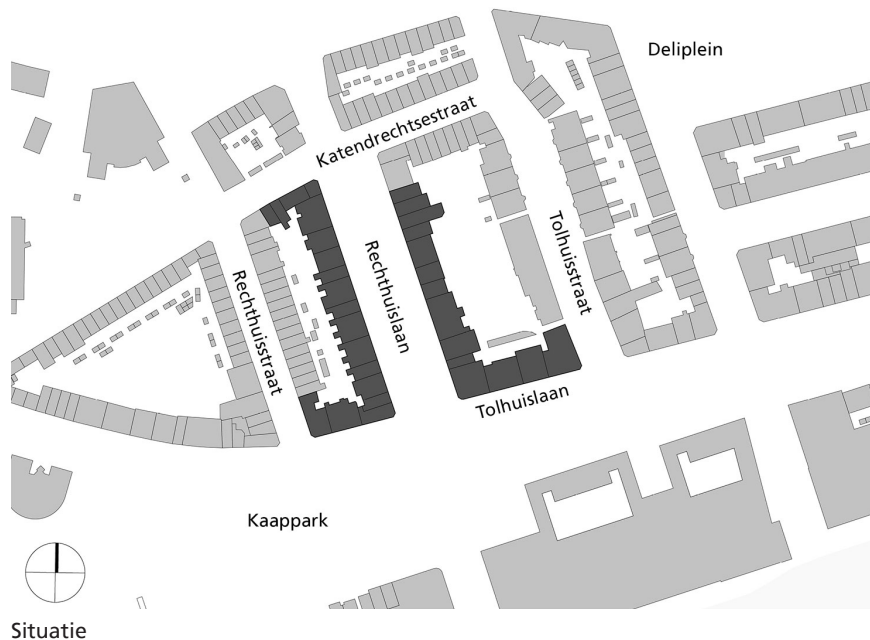 Deliplein
Katendrechtsestraat
Rechthuisstraat
Rechthuislaan
Tolhuisstraat
Tolhuislaan
Kaappark
Situatie